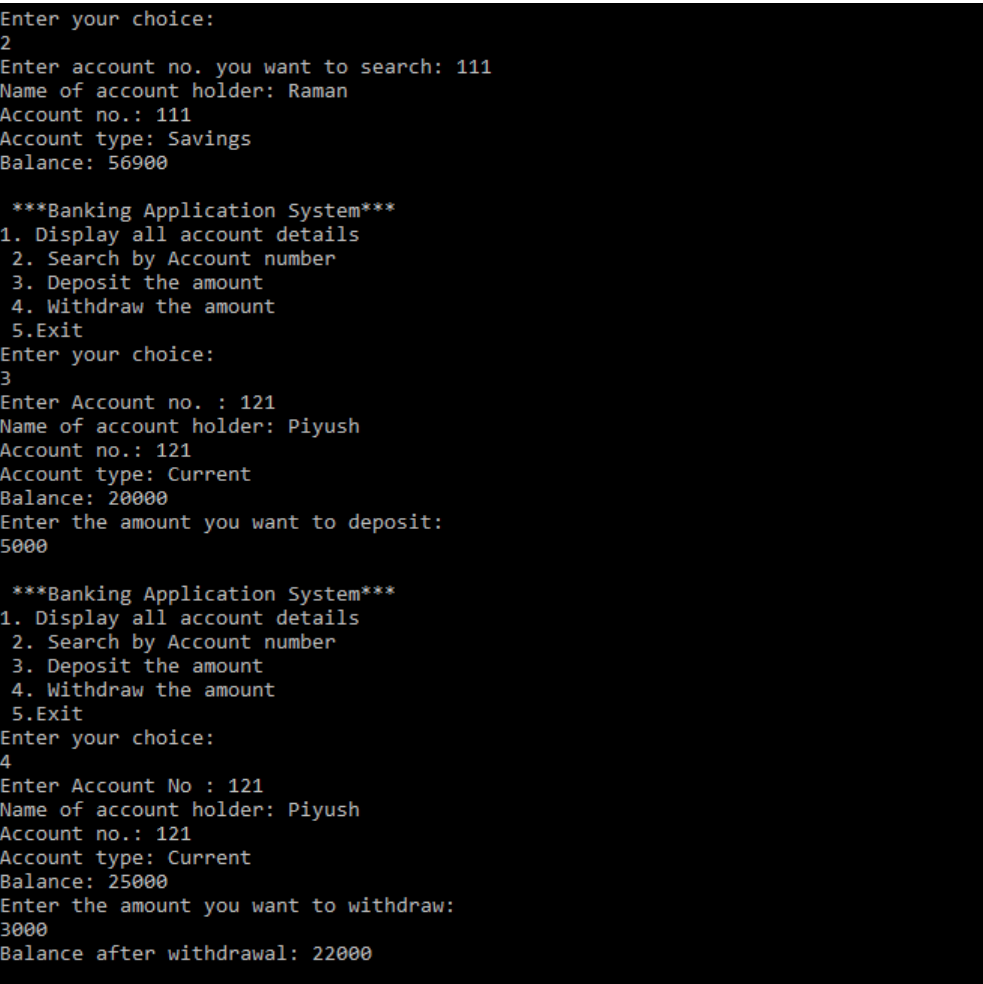 Enter your choice:
2
Enter account no. you want to search: 111
Name of account holder: Raman
Account no.: 111
Account type: Savings
Balance: 56900
***Banking Application System***
1. Display all account details
2. Search by Account number
3. Deposit the amount
4. Withdraw the amount
5.Exit
Enter your choice:
3
Enter Account no. : 121
Name of account holder: Piyush
Account no.: 121
Account type: Current
Balance: 20000
Enter the amount you want to deposit:
5000
***Banking Application System***
1. Display all account details
2. Search by Account number
3. Deposit the amount
4. Withdraw the amount
5.Exit
Enter your choice:
4
Enter Account No : 121
Name of account holder: Piyush
Account no.: 121
Account type: Current
Balance: 25000
Enter the amount you want to withdraw:
3000
Balance after withdrawal: 22000